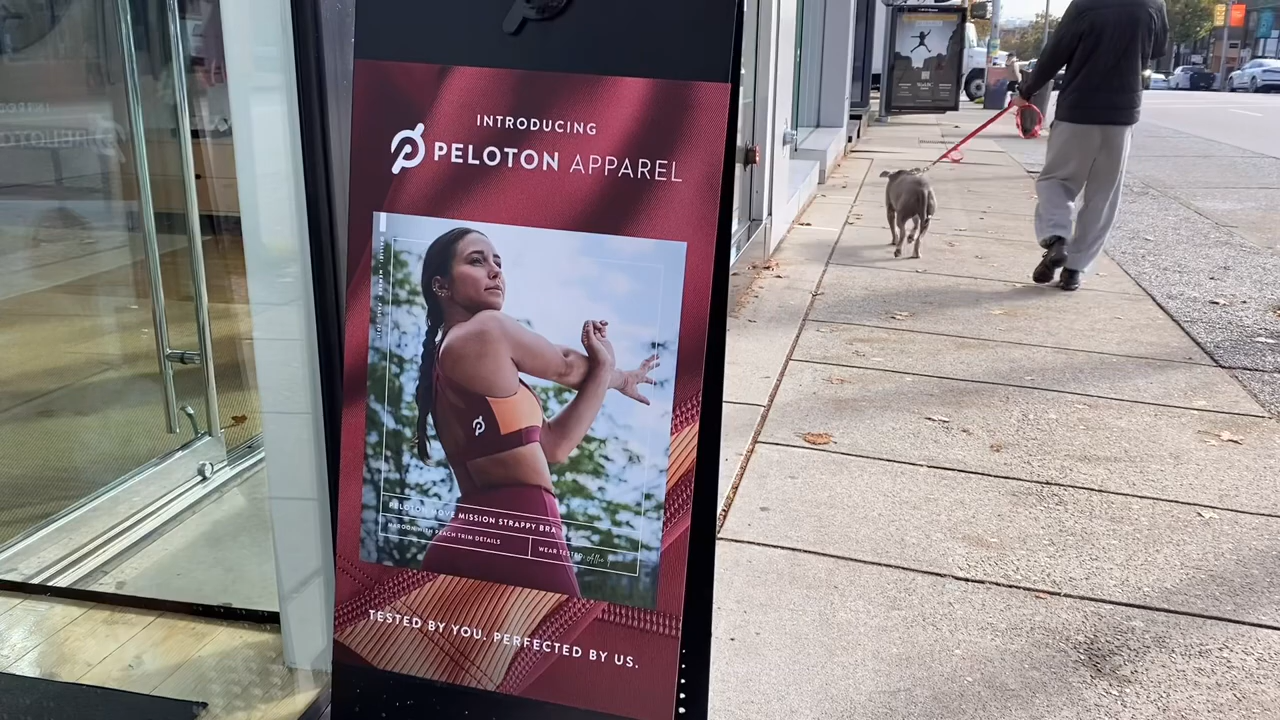 INTRODUCING
PELOTON APPAREL
PELOTON MOVE MISSION STRAPPY BRA
MAROON WITH PEACH TRIM DETAILS
WEAR TESTED: Allie
TESTED BY YOU. PERFECTED BY US.